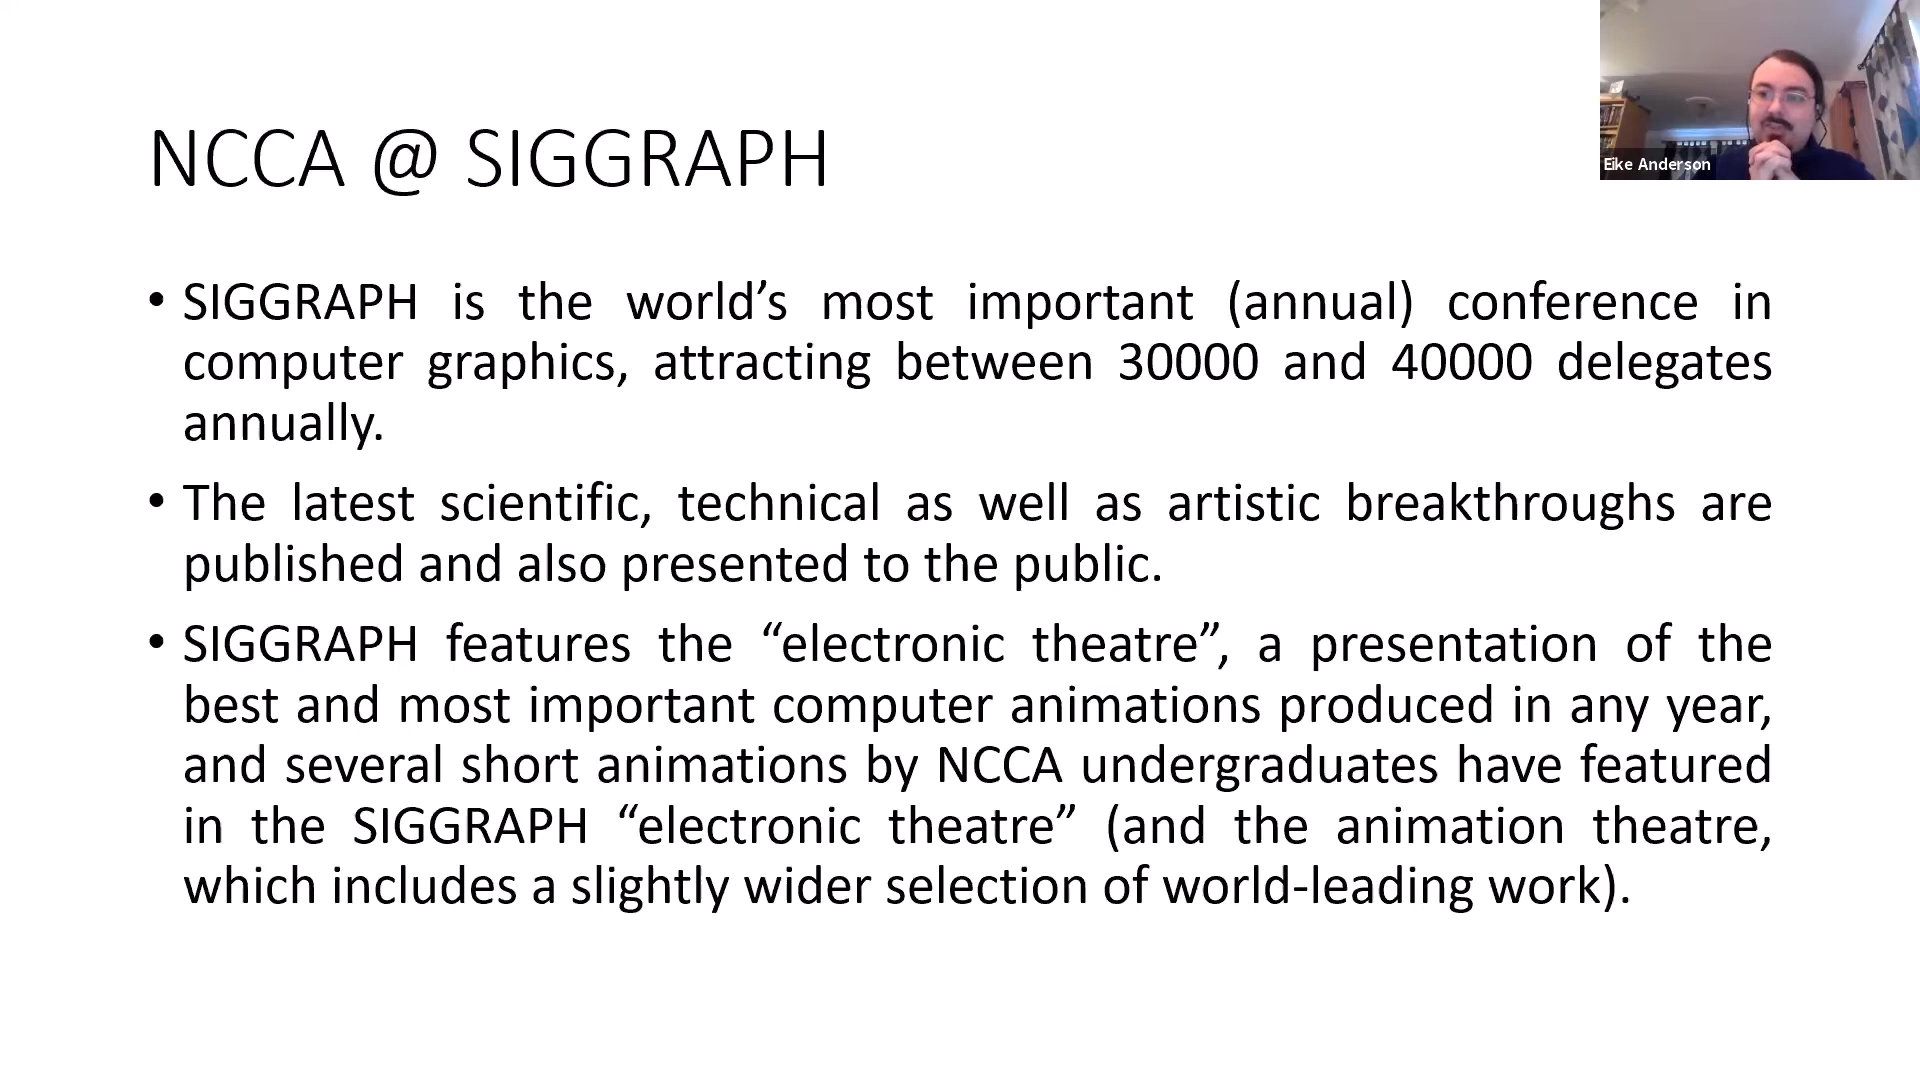 NCCA @ SIGGRAPH
Eike Anderson
• SIGGRAPH is the world’s most important (annual) conference in
computer graphics, attracting between 30000 and 40000 delegates
annually.
• The latest scientific, technical as well as artistic breakthroughs are
published and also presented to the public.
• SIGGRAPH features the “electronic theatre”, a presentation of the
best and most important computer animations produced in any year,
and several short animations by NCCA undergraduates have featured
in the SIGGRAPH “electronic theatre” (and the animation theatre,
which includes a slightly wider selection of world-leading work).